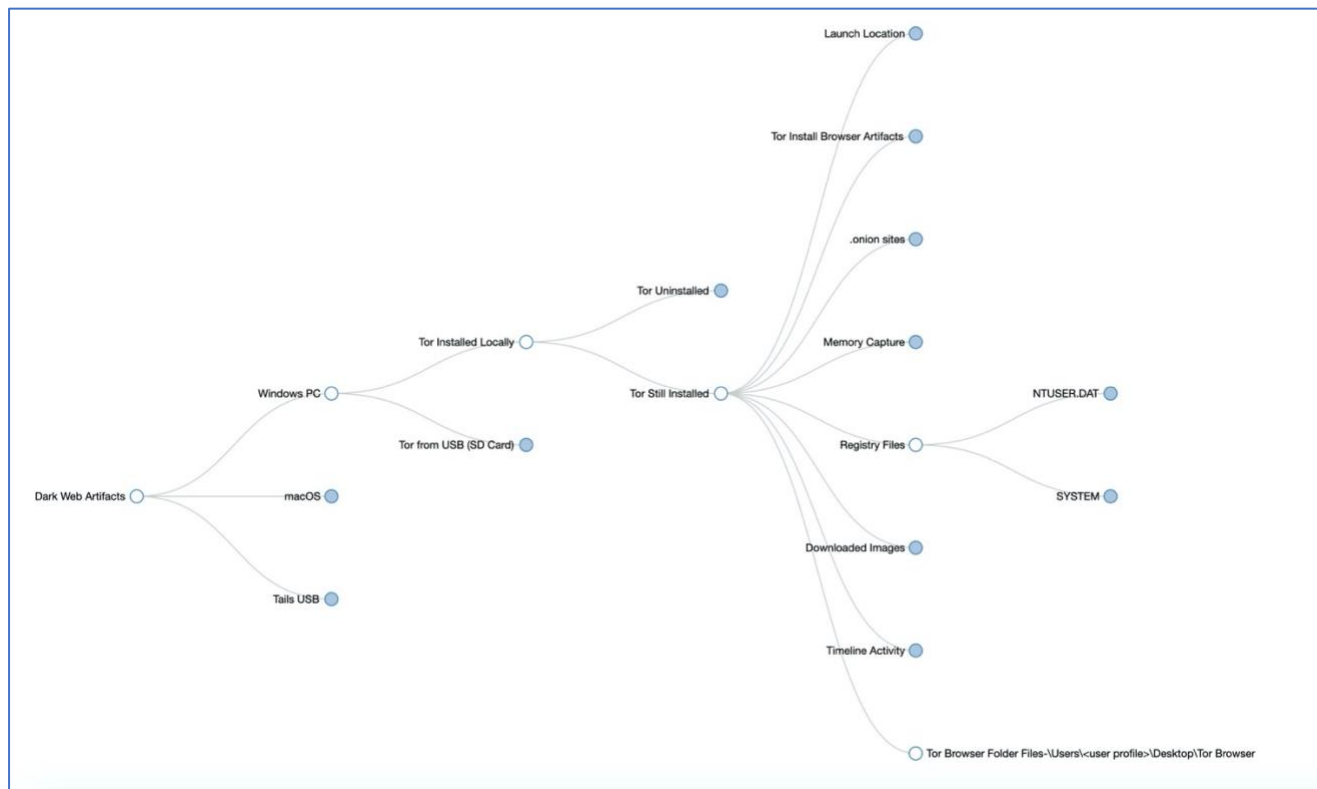 Launch Location
Tor Install Browser Artifacts
.onion sites
Tor Uninstalled
Tor Installed Locally
Memory Capture
Windows PC
Tor Still Installed
NTUSER.DAT
Tor from USB (SD Card)
Registry Files
Dark Web Artifacts
macOS
SYSTEM
Downloaded Images
Tails USB
Timeline Activity
Tor Browser Folder Files-\Users\<user profile>\Desktop\Tor Browser